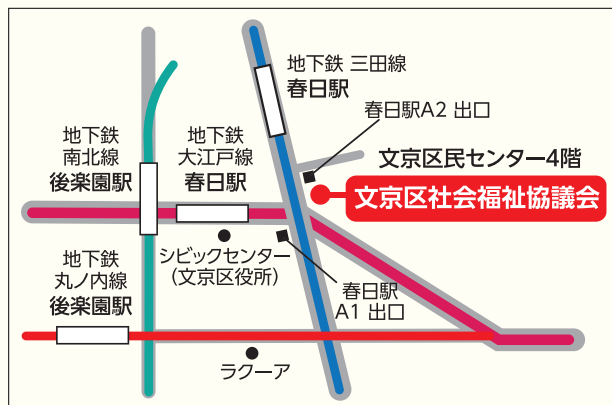 地下鉄 三田線
春日駅
春日駅A2 出口
地下鉄
南北線
後楽園駅
地下鉄
大江戸線
春日駅
文京区民センター4階
文京区社会福祉協議会
シビックセンター
(文京区役所)
地下鉄
丸ノ内線
後楽園駅
春日駅
A1 出口
ラクーア